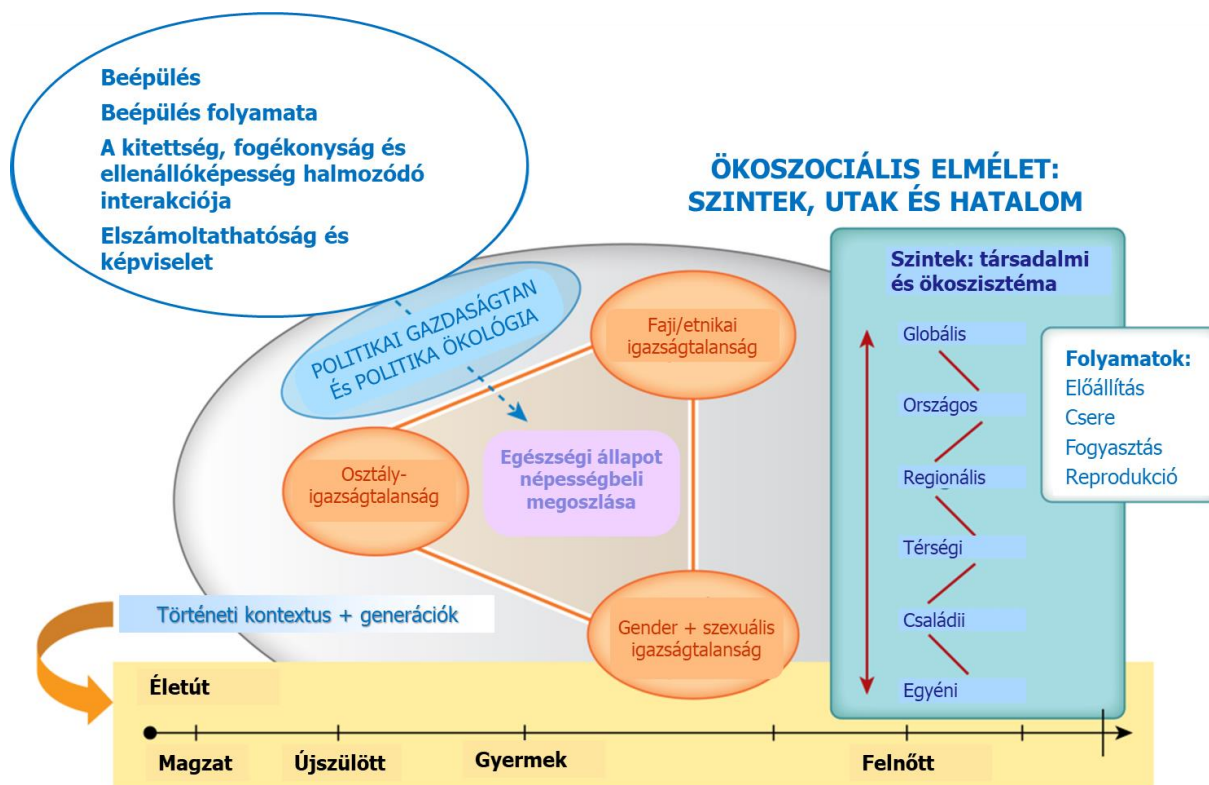 Beépülés
Beépülés folyamata
A kitettség, fogékonyság és
ellenállóképesség halmozódó
interakciója
Elszámoltathatóság és
képviselet
ÖKOSZOCIÁLIS ELMÉLET:
SZINTEK, UTAK ÉS HATALOM
POLITIKAI GAZDASÁGTAN
ÉS POLITIKA ÖKOLÓGIA
Faji/etnikai
igazságtalanság
Osztály-
igazságtalanság
Egészségi állapot
népességbeli
megoszlása
Gender + szexuális
igazságtalanság
Szintek: társadalmi
és ökoszisztéma
Globális
Országos
Regionális
Térségi
Családii
Egyéni
Folyamatok:
Előállítás
Csere
Fogyasztás
Reprodukció
Történeti kontextus + generációk
Életút
Magzat
Újszülött
Gyermek
Felnőtt